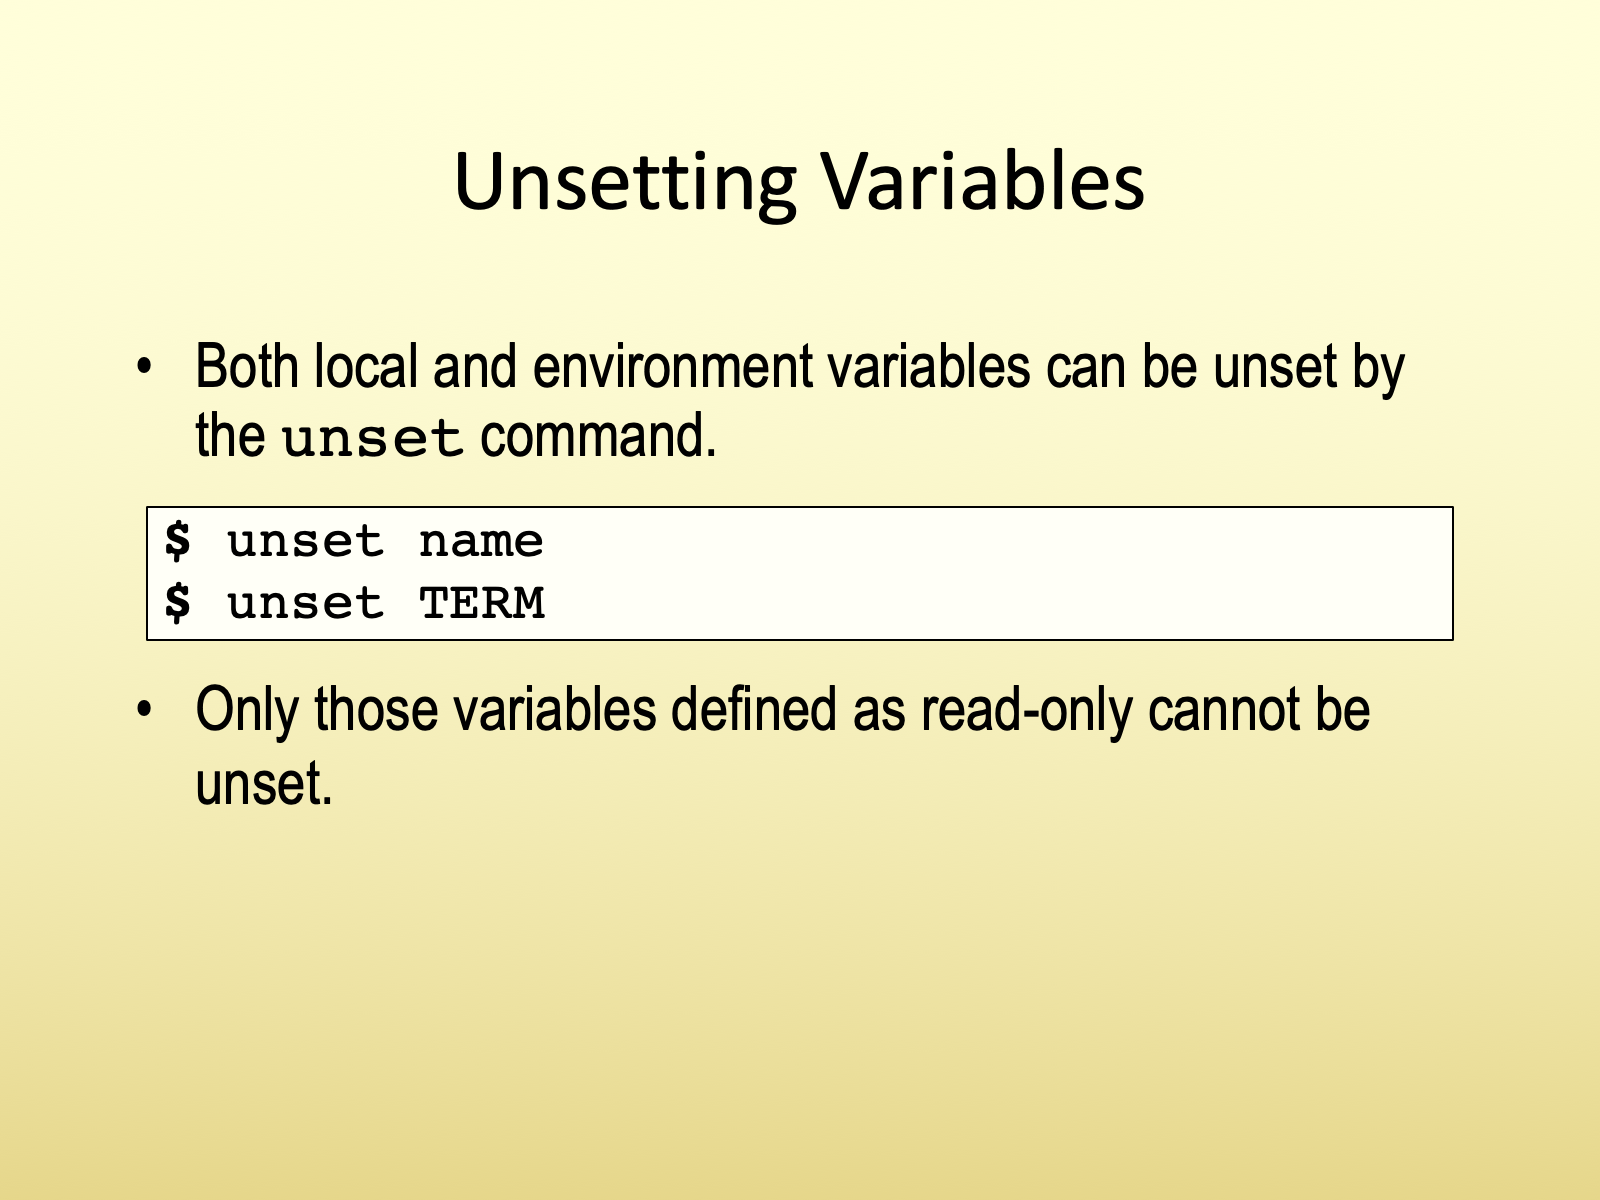 Unsetting Variables
• Both local and environment variables can be unset by
the unset command.
$ unset name
$ unset TERM
• Only those variables defined as read-only cannot be
unset.